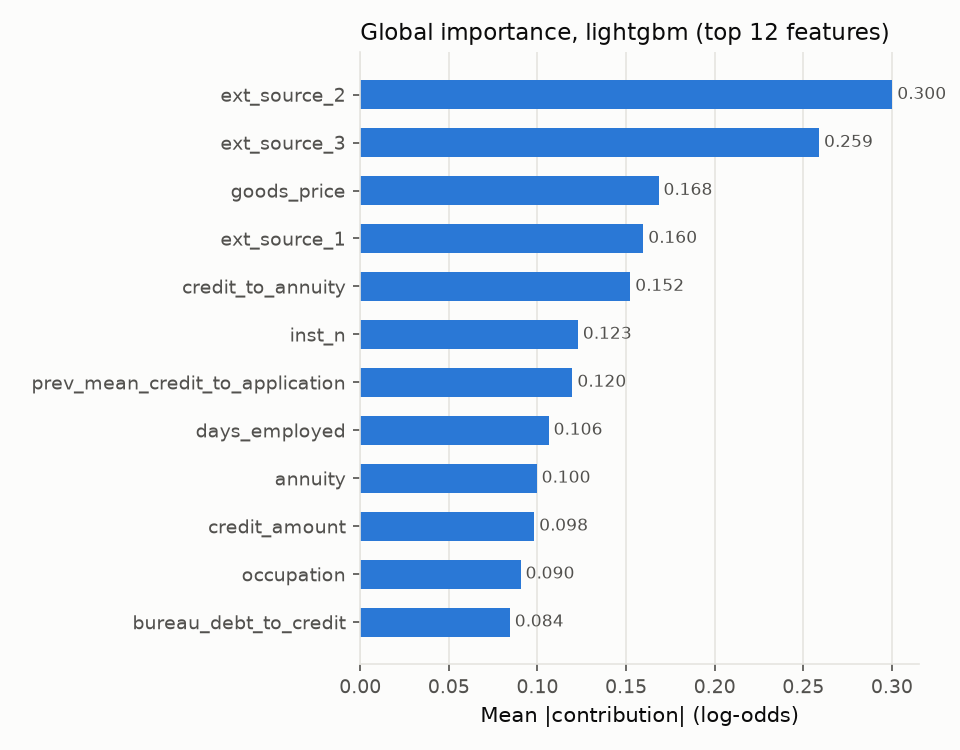 Global importance, lightgbm (top 12 features)
ext_source_2 0.300
ext_source_3 0.259
goods_price 0.168
ext_source_1 0.160
credit_to_annuity 0.152
inst_n 0.123
prev_mean_credit_to_application 0.120
days_employed 0.106
annuity 0.100
credit_amount 0.098
occupation 0.090
bureau_debt_to_credit 0.084
0.00 0.05 0.10 0.15 0.20 0.25 0.30
Mean |contribution| (log-odds)